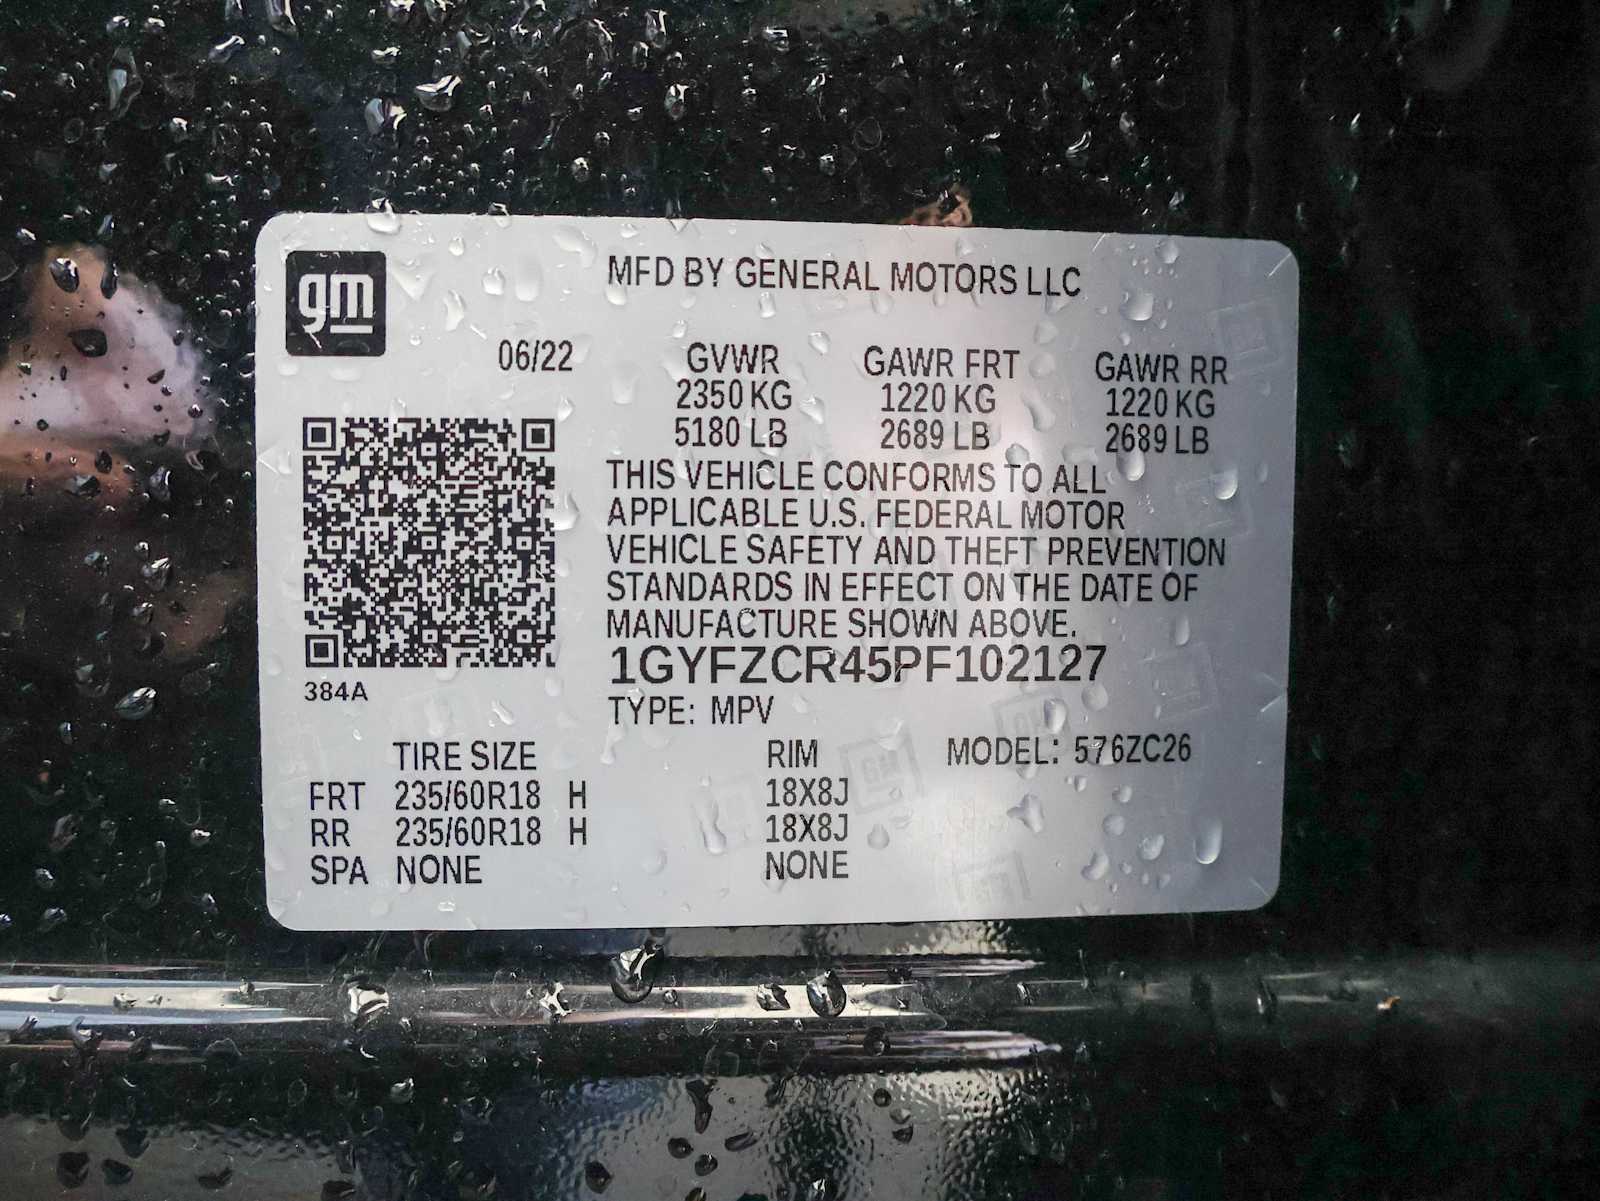 gm
MFD BY GENERAL MOTORS LLC
06/22 GVWR GAWR FRT GAWR RR
2350 KG 1220 KG 1220 KG
5180 LB 2689 LB 2689 LB
THIS VEHICLE CONFORMS TO ALL
APPLICABLE U.S. FEDERAL MOTOR
VEHICLE SAFETY AND THEFT PREVENTION
STANDARDS IN EFFECT ON THE DATE OF
MANUFACTURE SHOWN ABOVE.
1GYFZCR45PF102127
384A
TYPE: MPV
TIRE SIZE RIM MODEL: 576ZC26
FRT 235/60R18 H 18X8J
RR 235/60R18 H 18X8J
SPA NONE NONE